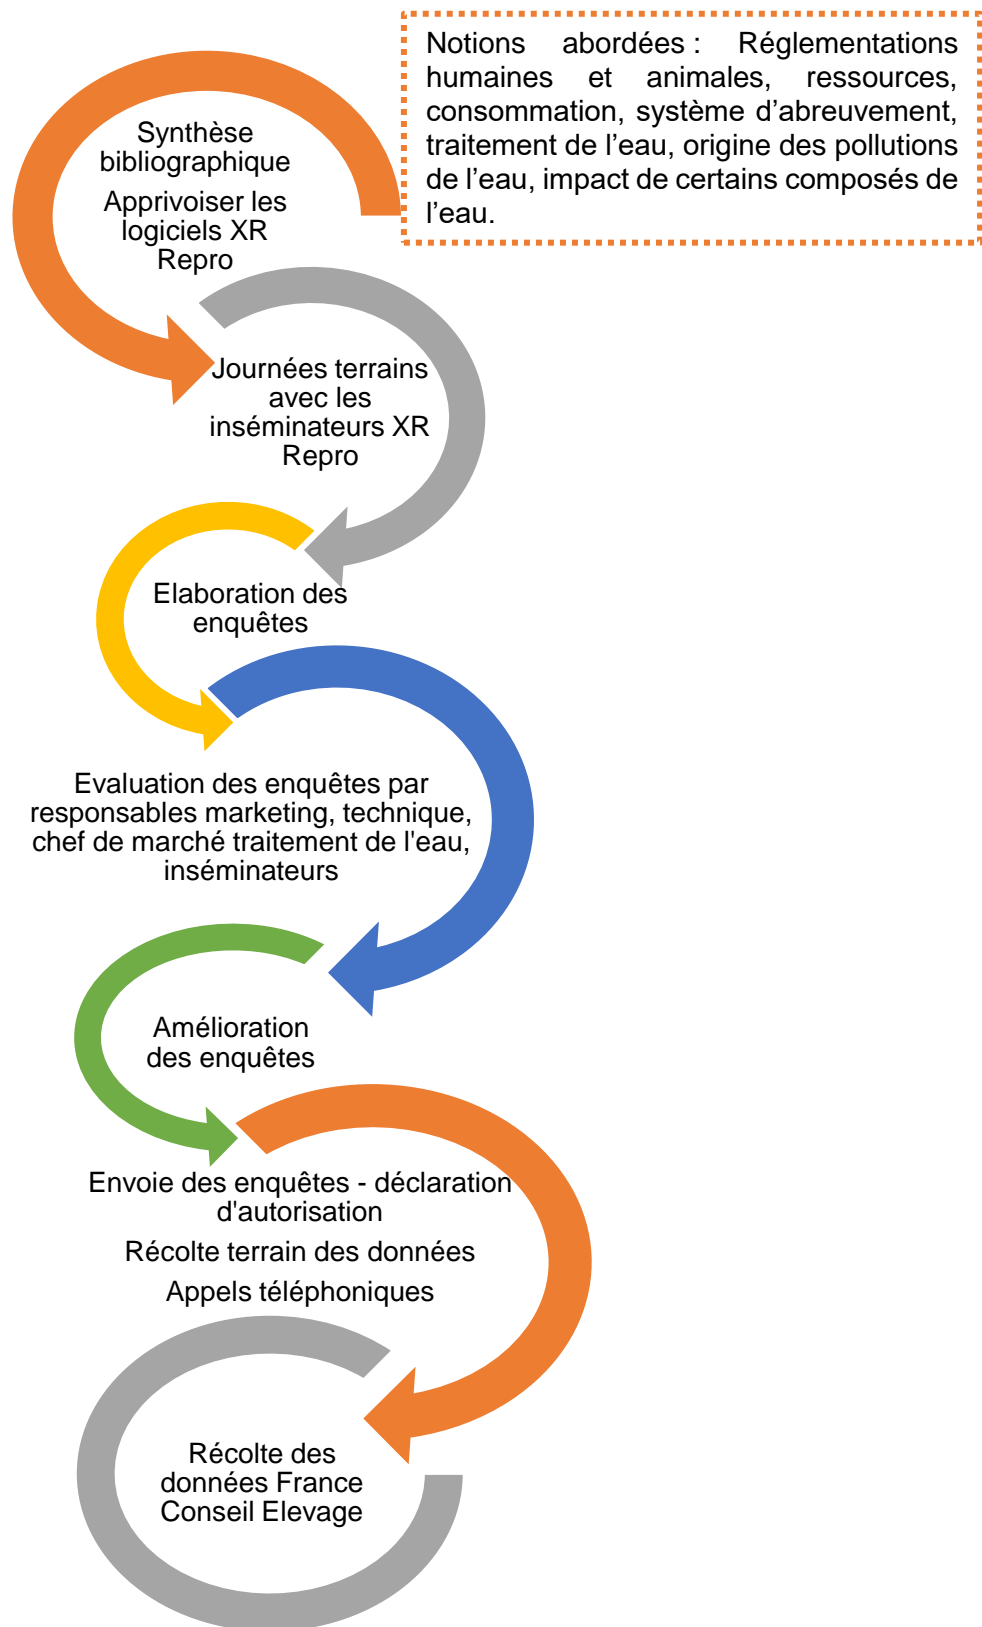 Notions abordées : Réglementations
humaines et animales, ressources,
consommation, système d'abreuvement,
traitement de l'eau, origine des pollutions
de l'eau, impact de certains composés de
l'eau.
Synthèse
bibliographique
Apprivoiser les
logiciels XR
Repro
Journées terrains
avec les
inséminateurs XR
Repro
Elaboration des
enquêtes
Evaluation des enquêtes par
responsables marketing, technique,
chef de marché traitement de l'eau,
inséminateurs
Amélioration
des enquêtes
Envoie des enquêtes - déclaration
d'autorisation
Récolte terrain des données
Appels téléphoniques
Récolte des
données France
Conseil Elevage